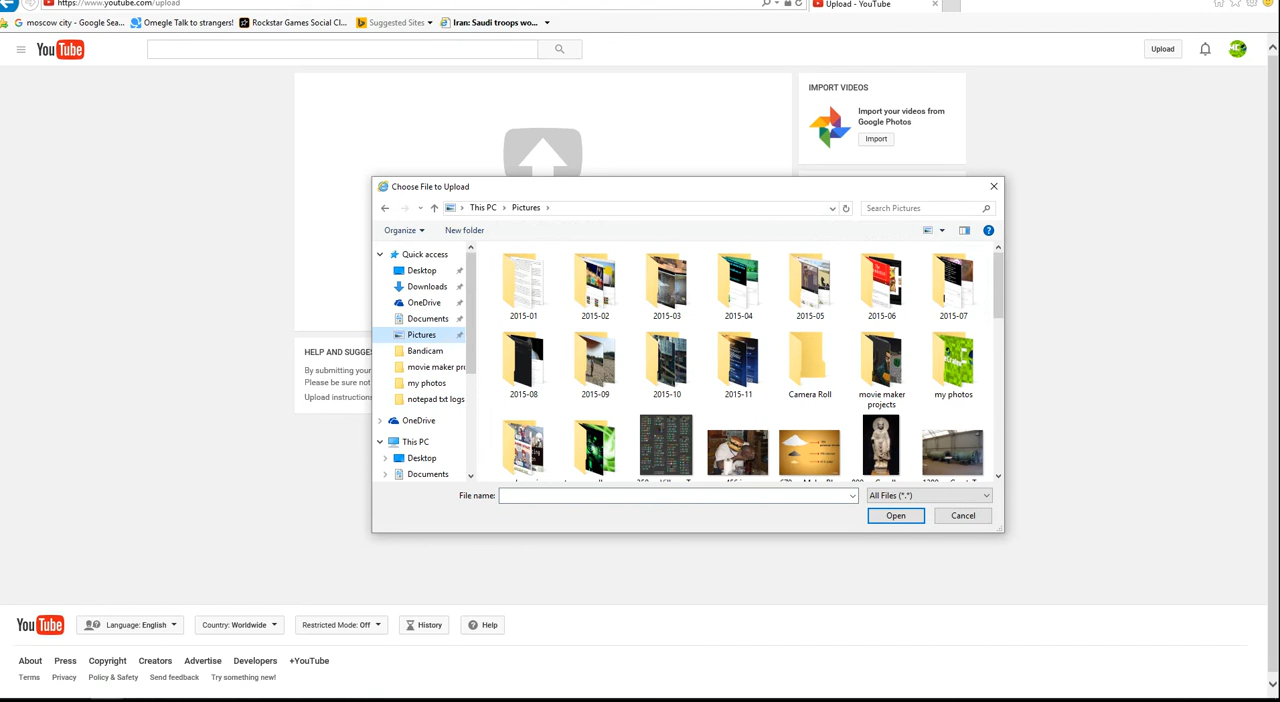 https://www.youtube.com/upload
Upload - YouTube
moscow city - Google Sea...
Omegle Talk to strangers!
Rockstar Games Social Cl...
Suggested Sites
Iran: Saudi troops wo...
YouTube
Upload
IMPORT VIDEOS
Import your videos from
Google Photos
Import
Choose File to Upload
This PC
Pictures
Search Pictures
Organize
New folder
Quick access
Desktop
Downloads
OneDrive
Documents
Pictures
Bandicam
movie maker pr
my photos
notepad txt logs
OneDrive
This PC
Desktop
Documents
2015-01
2015-02
2015-03
2015-04
2015-05
2015-06
2015-07
2015-08
2015-09
2015-10
2015-11
Camera Roll
movie maker
projects
my photos
File name:
All Files (*.*)
Open
Cancel
HELP AND SUGGE
By submitting your
Please be sure not
Upload instructions
YouTube
Language: English
Country: Worldwide
Restricted Mode: Off
History
Help
About
Press
Copyright
Creators
Advertise
Developers
+YouTube
Terms
Privacy
Policy & Safety
Send feedback
Try something new!